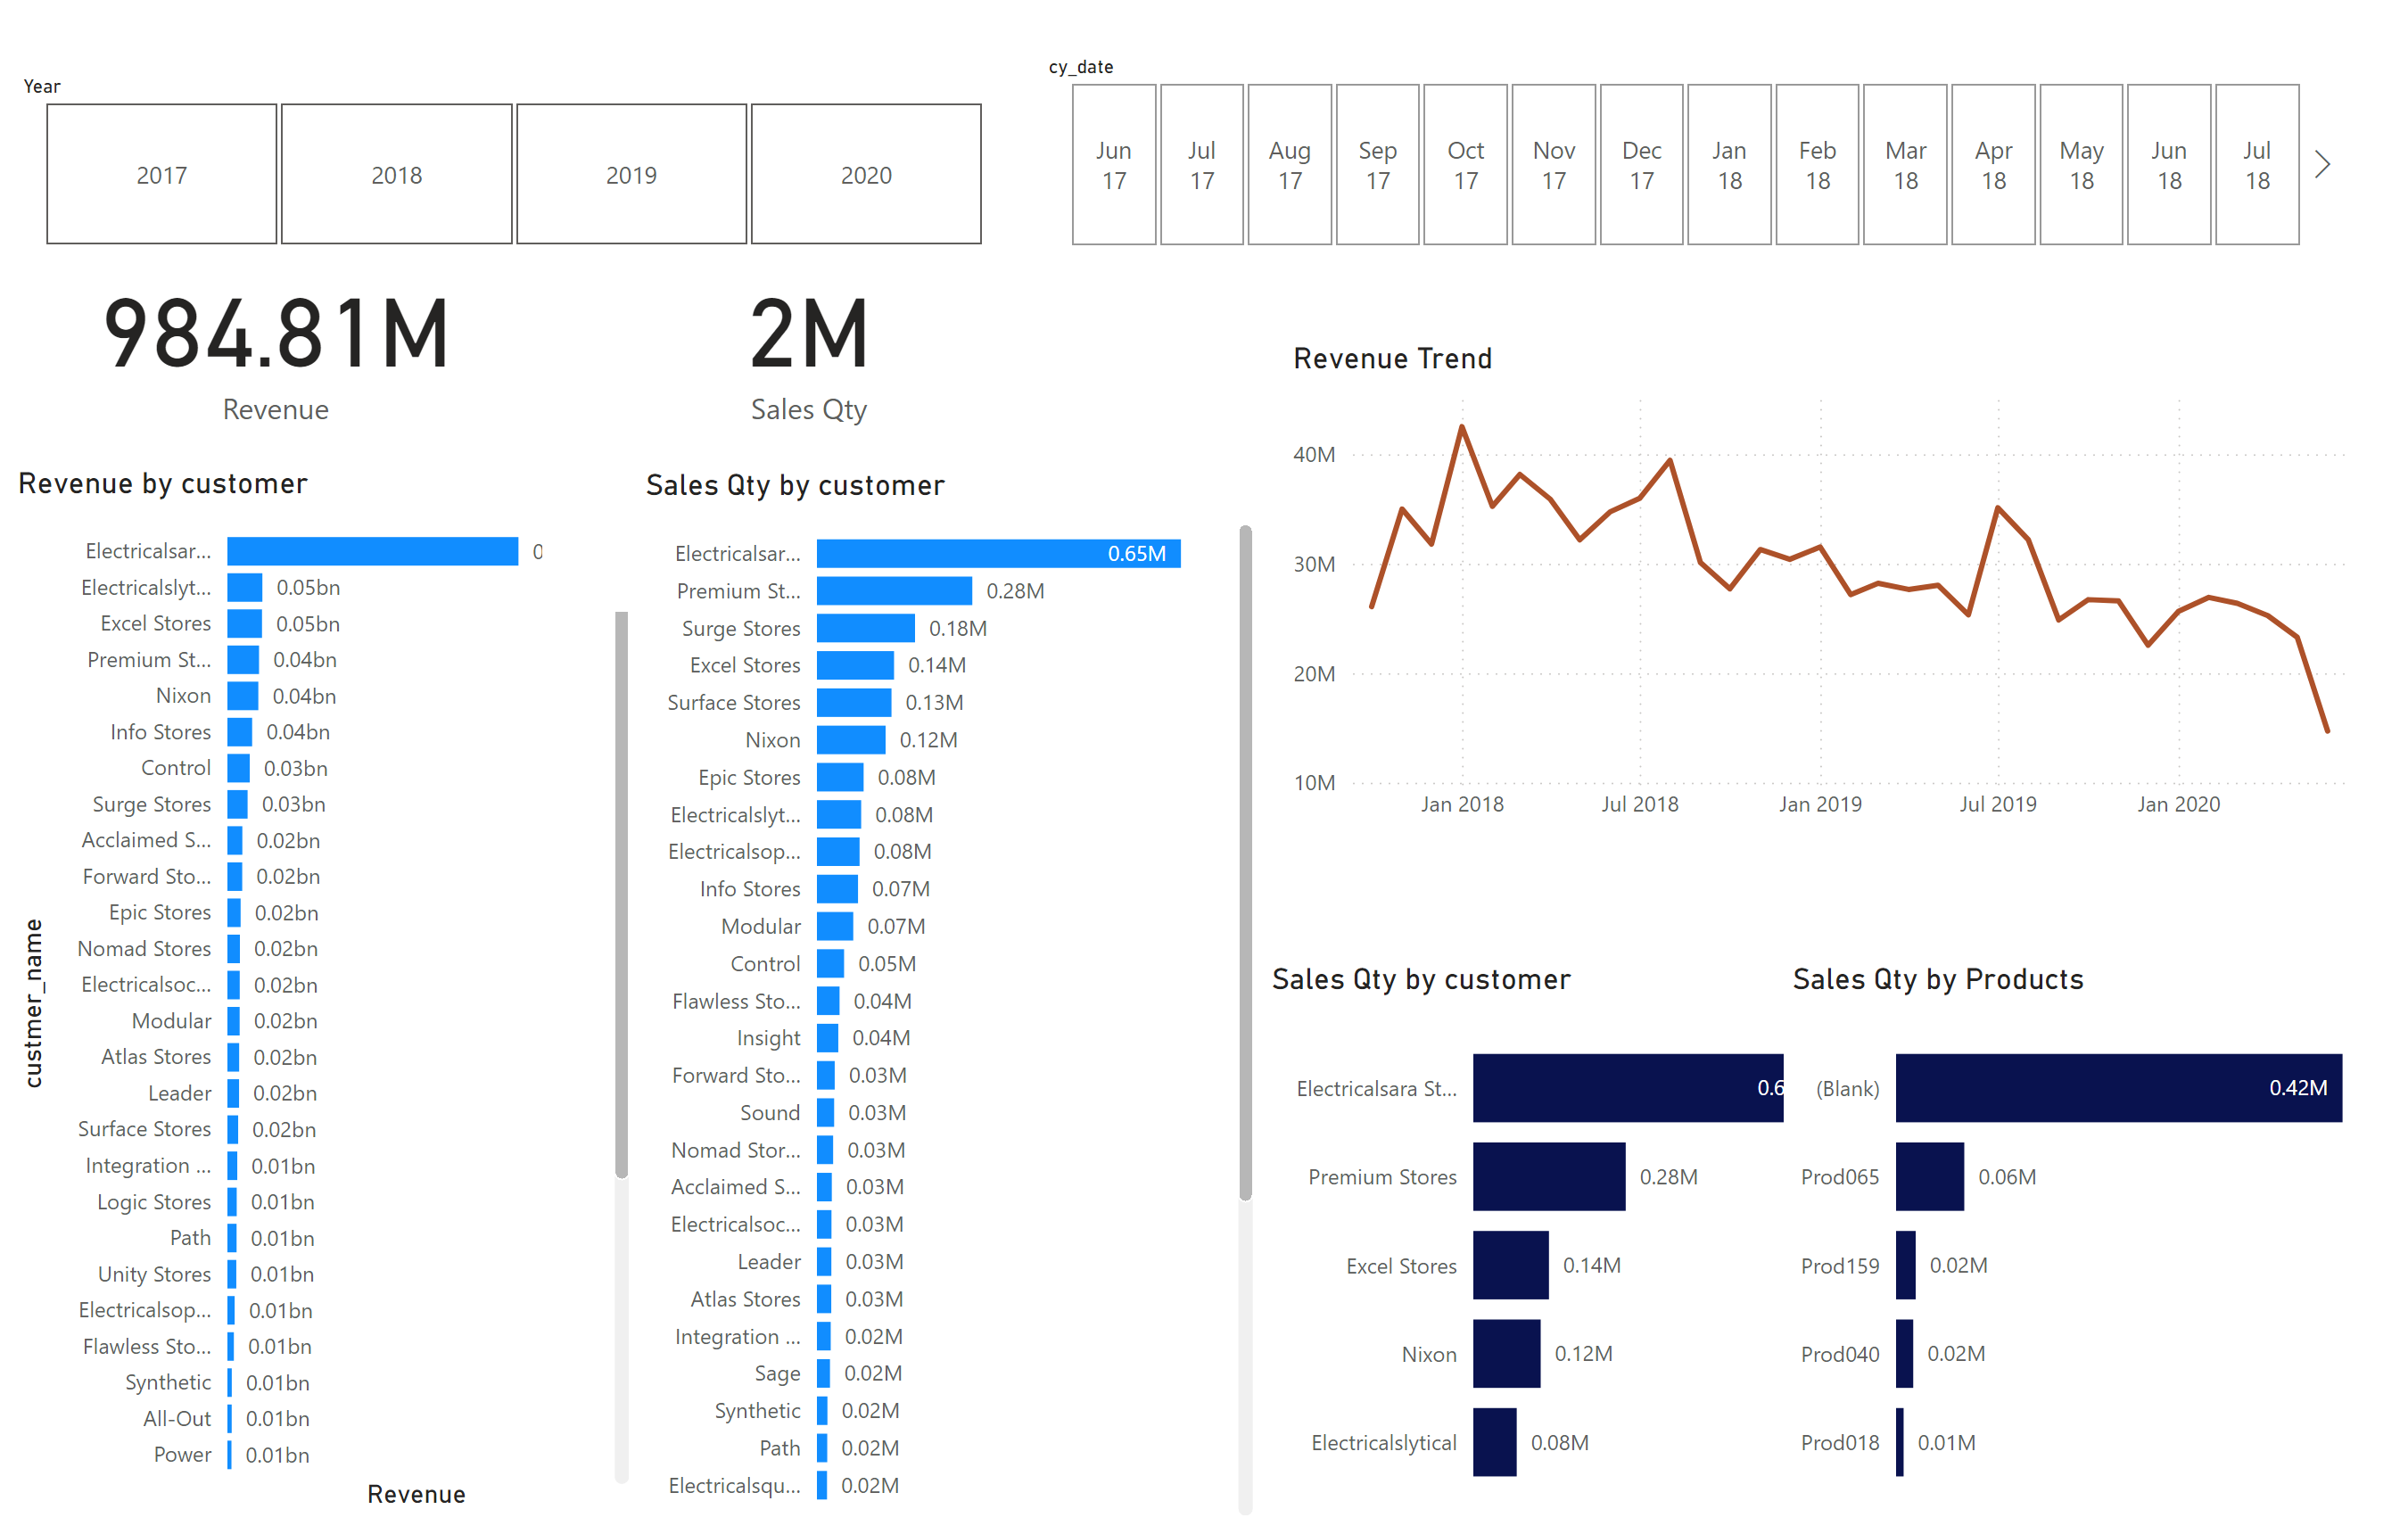 Year
2017
2018
2019
2020
cy_date
Jun
17
Jul
17
Aug
17
Sep
17
Oct
17
Nov
17
Dec
17
Jan
18
Feb
18
Mar
18
Apr
18
May
18
Jun
18
Jul
18
984.81M
Revenue
2M
Sales Qty
Revenue by customer
custmer_name
Electricalsar... 0
Electricalslyt... 0.05bn
Excel Stores 0.05bn
Premium St... 0.04bn
Nixon 0.04bn
Info Stores 0.04bn
Control 0.03bn
Surge Stores 0.03bn
Acclaimed S... 0.02bn
Forward Sto... 0.02bn
Epic Stores 0.02bn
Nomad Stores 0.02bn
Electricalsoc... 0.02bn
Modular 0.02bn
Atlas Stores 0.02bn
Leader 0.02bn
Surface Stores 0.02bn
Integration ... 0.01bn
Logic Stores 0.01bn
Path 0.01bn
Unity Stores 0.01bn
Electricalsop... 0.01bn
Flawless Sto... 0.01bn
Synthetic 0.01bn
All-Out 0.01bn
Power 0.01bn
Revenue
Sales Qty by customer
Electricalsar... 0.65M
Premium St... 0.28M
Surge Stores 0.18M
Excel Stores 0.14M
Surface Stores 0.13M
Nixon 0.12M
Epic Stores 0.08M
Electricalslyt... 0.08M
Electricalsop... 0.08M
Info Stores 0.07M
Modular 0.07M
Control 0.05M
Flawless Sto... 0.04M
Insight 0.04M
Forward Sto... 0.03M
Sound 0.03M
Nomad Stor... 0.03M
Acclaimed S... 0.03M
Electricalsoc... 0.03M
Leader 0.03M
Atlas Stores 0.03M
Integration ... 0.02M
Sage 0.02M
Synthetic 0.02M
Path 0.02M
Electricalsqu... 0.02M
Revenue Trend
40M
30M
20M
10M
Jan 2018 Jul 2018 Jan 2019 Jul 2019 Jan 2020
Sales Qty by customer
Electricalsara St... 0.6
Premium Stores 0.28M
Excel Stores 0.14M
Nixon 0.12M
Electricalslytical 0.08M
Sales Qty by Products
(Blank) 0.42M
Prod065 0.06M
Prod159 0.02M
Prod040 0.02M
Prod018 0.01M